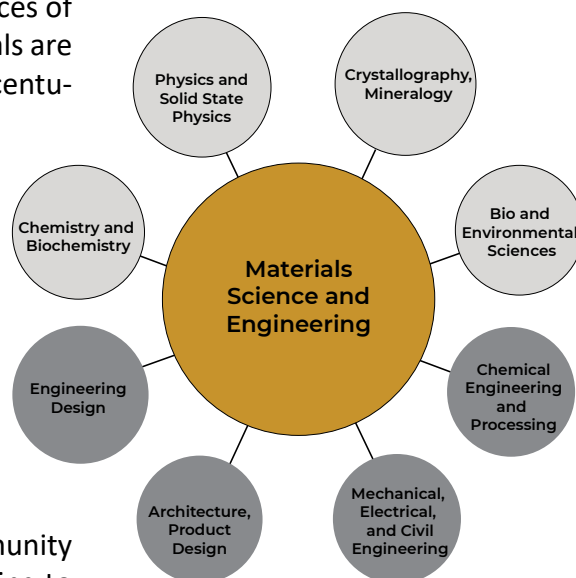 ces of
als are
centu-
Physics and
Solid State
Physics
Crystallography,
Mineralogy
Chemistry and
Biochemistry
Bio and
Environmental
Sciences
Materials
Science and
Engineering
Engineering
Design
Chemical
Engineering
and
Processing
Architecture,
Product
Design
Mechanical,
Electrical,
and Civil
Engineering
nunity